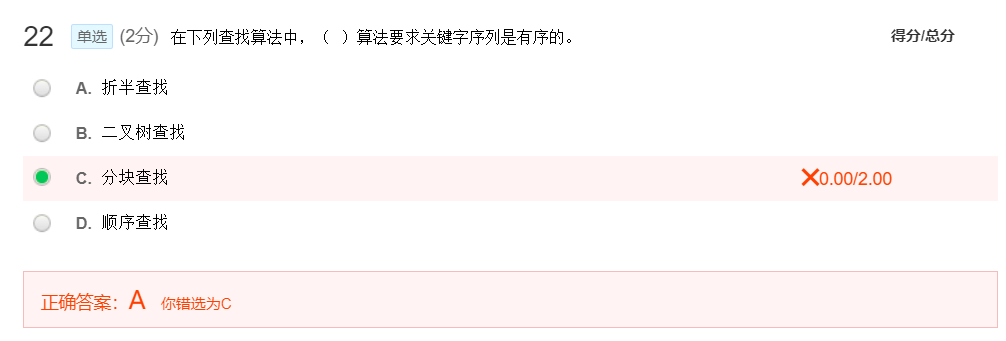 22 单选 (2分) 在下列查找算法中，（ ）算法要求关键字序列是有序的。 得分/总分
A. 折半查找
B. 二叉树查找
C. 分块查找 ×0.00/2.00
D. 顺序查找
正确答案：A 你错选为C